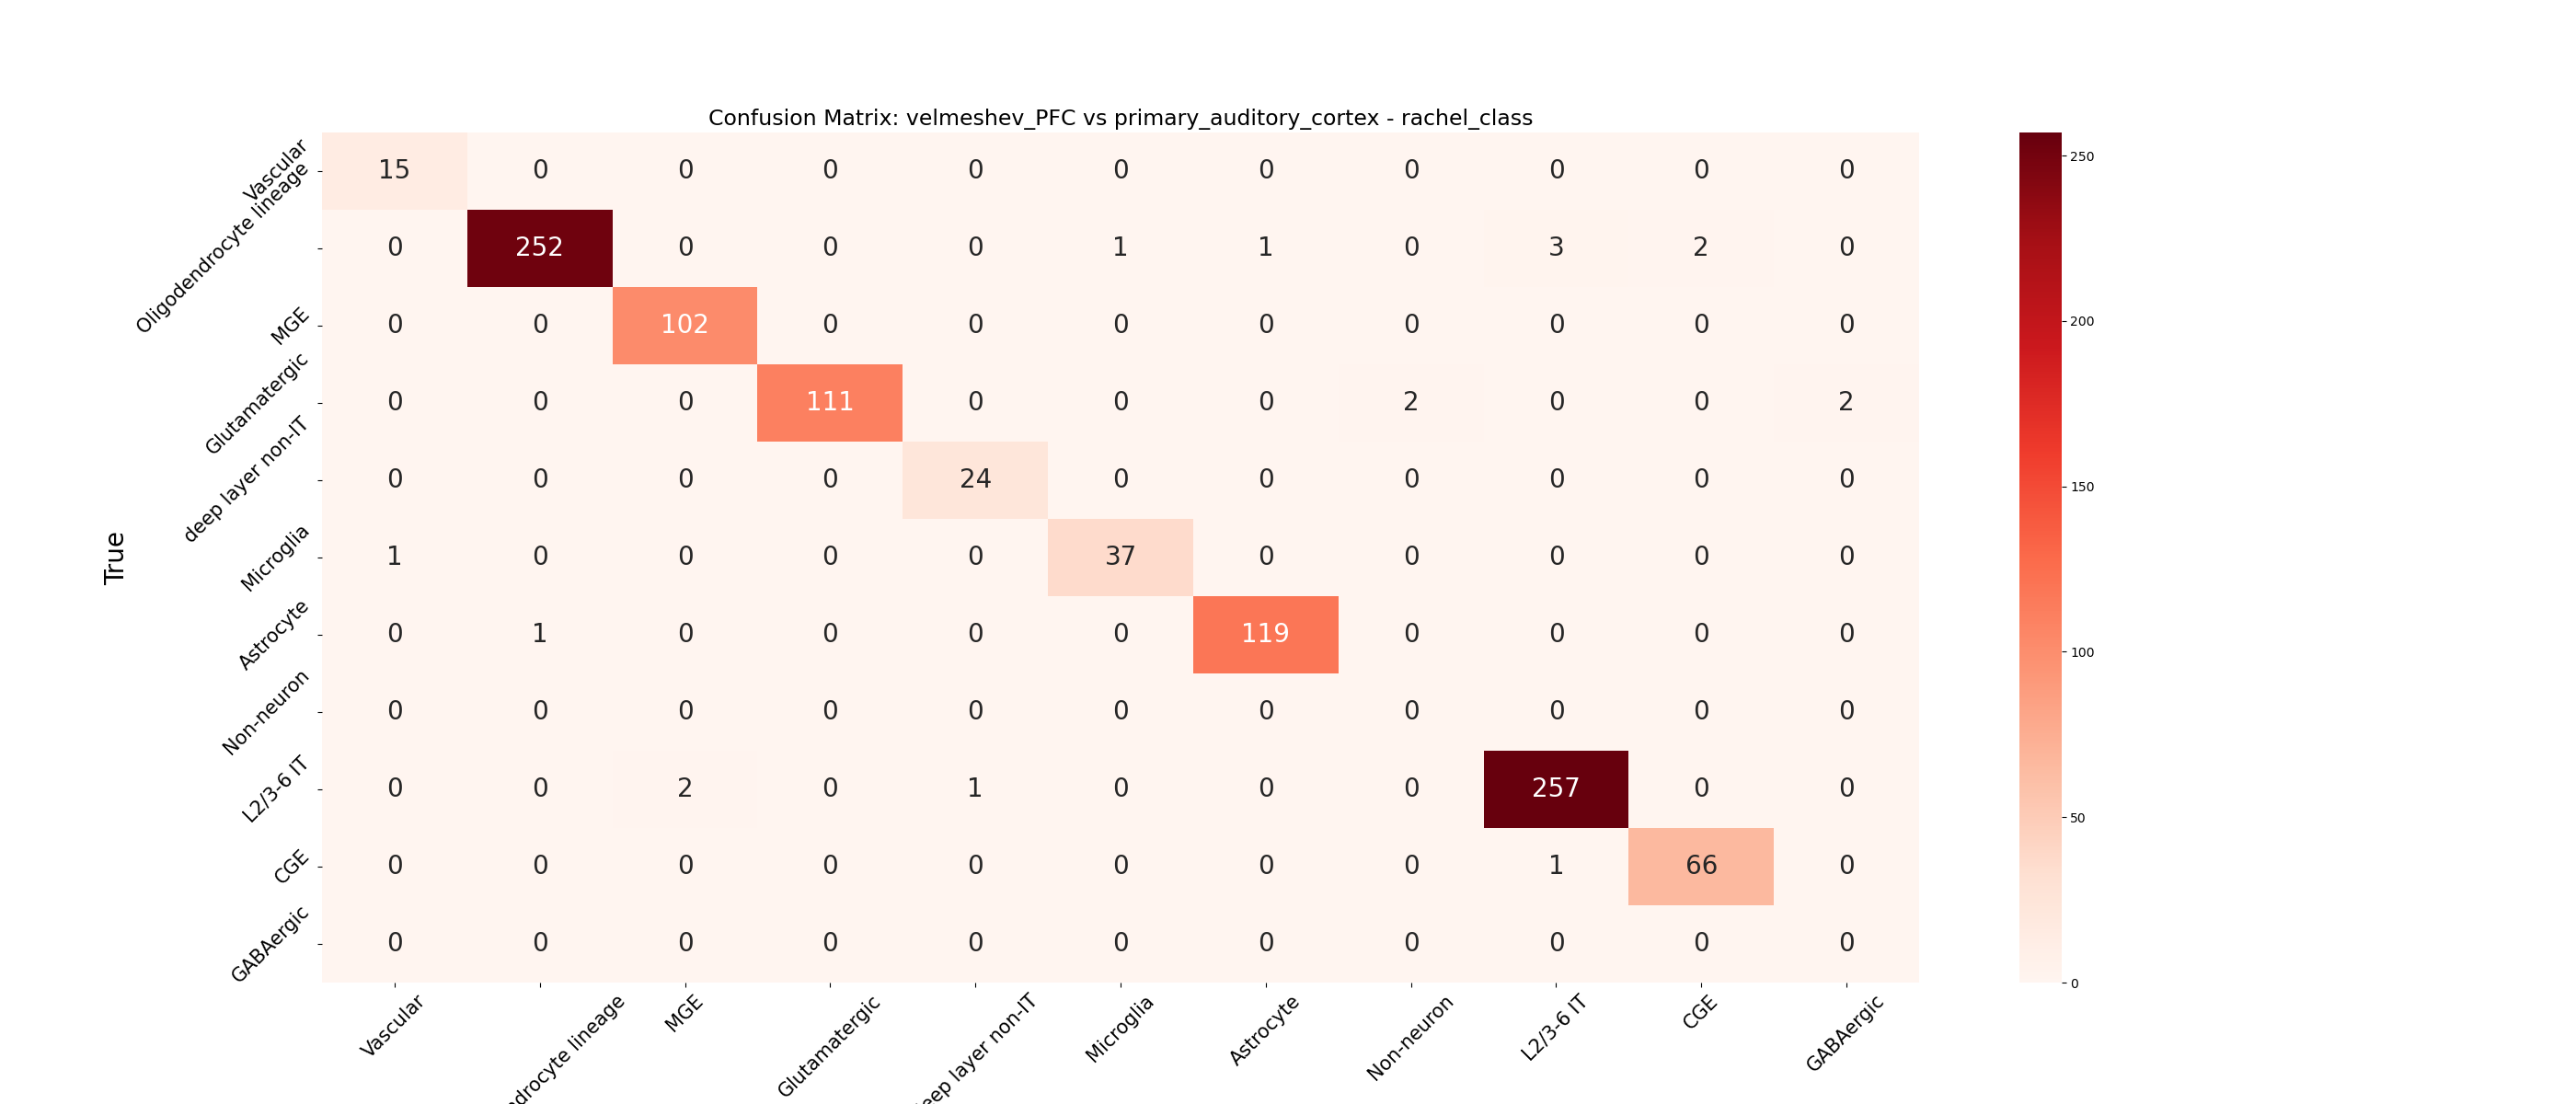 Confusion Matrix: velmeshev_PFC vs primary_auditory_cortex - rachel_class
True
Vascular 15 0 0 0 0 0 0 0 0 0 0
Oligodendrocyte lineage 0 252 0 0 0 1 1 0 3 2 0
MGE 0 0 102 0 0 0 0 0 0 0 0
Glutamatergic 0 0 0 111 0 0 0 2 0 0 2
deep layer non-IT 0 0 0 0 24 0 0 0 0 0 0
Microglia 1 0 0 0 0 37 0 0 0 0 0
Astrocyte 0 1 0 0 0 0 119 0 0 0 0
Non-neuron 0 0 0 0 0 0 0 0 0 0 0
L2/3-6 IT 0 0 2 0 1 0 0 0 257 0 0
CGE 0 0 0 0 0 0 0 0 1 66 0
GABAergic 0 0 0 0 0 0 0 0 0 0 0
Vascular
ndrocyte lineage
MGE
Glutamatergic
eep layer non-IT
Microglia
Astrocyte
Non-neuron
L2/3-6 IT
CGE
GABAergic
250
200
150
100
50
0